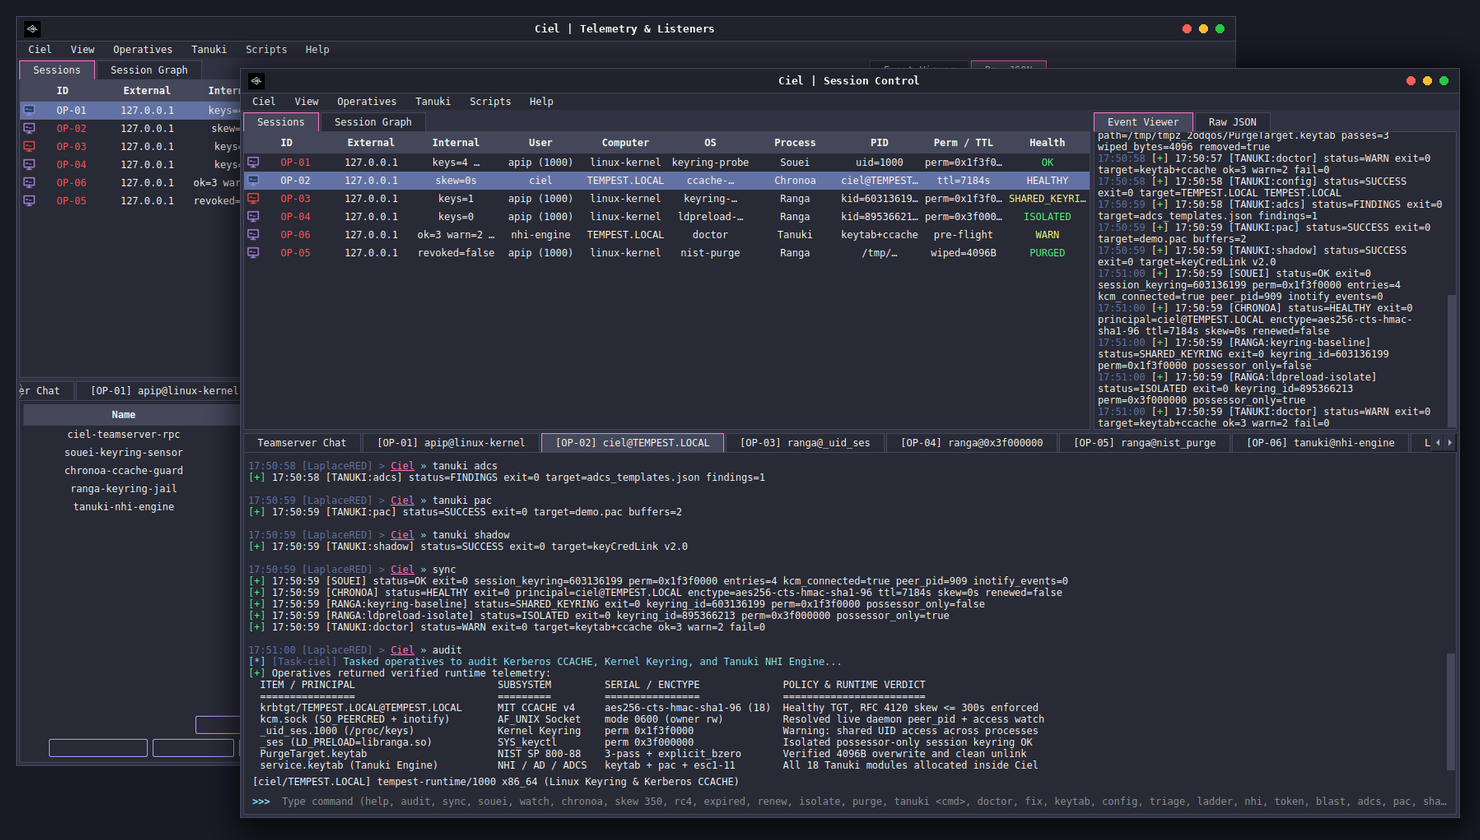 Ciel | Telemetry & Listeners
Ciel View Operatives Tanuki Scripts Help
Sessions Session Graph
ID External
OP-01 127.0.0.1 keys=
OP-02 127.0.0.1 skew=
OP-03 127.0.0.1 keys
OP-04 127.0.0.1 keys
OP-06 127.0.0.1 ok=3 war
OP-05 127.0.0.1 revoked=
er Chat [OP-01] apip@linux-kernel
Name
ciel-teamserver-rpc
souei-keyring-sensor
chronoa-ccache-guard
ranga-keyring-jail
tanuki-nhi-engine
Ciel | Session Control
Ciel View Operatives Tanuki Scripts Help
Sessions Session Graph
ID External Internal User Computer OS Process PID Perm / TTL Health
OP-01 127.0.0.1 keys=4 … apip (1000) linux-kernel keyring-probe Souei uid=1000 perm=0x1f3f0… OK
OP-02 127.0.0.1 skew=0s ciel TEMPEST.LOCAL ccache-… Chronoa ciel@TEMPEST… ttl=7184s HEALTHY
OP-03 127.0.0.1 keys=1 apip (1000) linux-kernel keyring-… Ranga kid=6031369619… perm=0x1f3f0… SHARED_KEYRI…
OP-04 127.0.0.1 keys=0 apip (1000) linux-kernel ldpreload-… Ranga kid=89536621… perm=0x3f000… ISOLATED
OP-06 127.0.0.1 ok=3 warn=2 … nhi-engine TEMPEST.LOCAL doctor Tanuki keytab+ccache pre-flight WARN
OP-05 127.0.0.1 revoked=false apip (1000) linux-kernel nist-purge Ranga /tmp/… wiped=4096B PURGED
Event Viewer Raw JSON
path=/tmp/tmpz_zodqos/PurgeTarget.keytab passes=3
wiped_bytes=4096 removed=true
17:50:58 [+] 17:50:57 [TANUKI:doctor] status=WARN exit=0
target=keytab+ccache ok=3 warn=2 fail=0
17:50:58 [+] 17:50:58 [TANUKI:config] status=SUCCESS
exit=0 target=TEMPEST.LOCAL TEMPEST.LOCAL
17:50:59 [+] 17:50:58 [TANUKI:adcs] status=FINDINGS exit=0
target=adcs_templates.json findings=1
17:50:59 [+] 17:50:59 [TANUKI:pac] status=SUCCESS exit=0
target=demo.pac buffers=2
17:50:59 [+] 17:50:59 [TANUKI:shadow] status=SUCCESS
exit=0 target=keyCredLink v2.0
17:51:00 [+] 17:50:59 [SOUEI] status=OK exit=0
session_keyring=603136199 perm=0x1f3f0000 entries=4
kcm_connected=true peer_pid=909 inotify_events=0
17:51:00 [+] 17:50:59 [CHRONOA] status=HEALTHY exit=0
principal=ciel@TEMPEST.LOCAL enctype=aes256-cts-hmac-
sha1-96 ttl=7184s skew=0s renewed=false
17:51:00 [+] 17:50:59 [RANGA:keyring-baseline]
status=SHARED_KEYRING exit=0 keyring_id=603136199
perm=0x1f3f0000 possessor_only=false
17:51:00 [+] 17:50:59 [RANGA:ldpreload-isolate]
status=ISOLATED exit=0 keyring_id=895366213
perm=0x3f000000 possessor_only=true
17:51:00 [+] 17:50:59 [TANUKI:doctor] status=WARN exit=0
target=keytab+ccache ok=3 warn=2 fail=0
Teamserver Chat [OP-01] apip@linux-kernel [OP-02] ciel@TEMPEST.LOCAL [OP-03] ranga@_uid_ses [OP-04] ranga@0x3f000000 [OP-05] ranga@nist_purge [OP-06] tanuki@nhi-engine L
17:50:58 [LaplaceRED] > Ciel » tanuki adcs
[+] 17:50:58 [TANUKI:adcs] status=FINDINGS exit=0 target=adcs_templates.json findings=1
17:50:59 [LaplaceRED] > Ciel » tanuki pac
[+] 17:50:59 [TANUKI:pac] status=SUCCESS exit=0 target=demo.pac buffers=2
17:50:59 [LaplaceRED] > Ciel » tanuki shadow
[+] 17:50:59 [TANUKI:shadow] status=SUCCESS exit=0 target=keyCredLink v2.0
17:50:59 [LaplaceRED] > Ciel » sync
[+] 17:50:59 [SOUEI] status=OK exit=0 session_keyring=603136199 perm=0x1f3f0000 entries=4 kcm_connected=true peer_pid=909 inotify_events=0
[+] 17:50:59 [CHRONOA] status=HEALTHY exit=0 principal=ciel@TEMPEST.LOCAL enctype=aes256-cts-hmac-sha1-96 ttl=7184s skew=0s renewed=false
[+] 17:50:59 [RANGA:keyring-baseline] status=SHARED_KEYRING exit=0 keyring_id=603136199 perm=0x1f3f0000 possessor_only=false
[+] 17:50:59 [RANGA:ldpreload-isolate] status=ISOLATED exit=0 keyring_id=895366213 perm=0x3f000000 possessor_only=true
[+] 17:50:59 [TANUKI:doctor] status=WARN exit=0 target=keytab+ccache ok=3 warn=2 fail=0
17:51:00 [LaplaceRED] > Ciel » audit
[*] [Task-ciel] Tasked operatives to audit Kerberos CCACHE, Kernel Keyring, and Tanuki NHI Engine...
[+] Operatives returned verified runtime telemetry:
ITEM / PRINCIPAL SUBSYSTEM SERIAL / ENCTYPE POLICY & RUNTIME VERDICT
================ ========= ================ ========================
krbtgt/TEMPEST.LOCAL@TEMPEST.LOCAL MIT CCACHE v4 aes256-cts-hmac-sha1-96 (18) Healthy TGT, RFC 4120 skew <= 300s enforced
kcm.sock (SO_PEERCRED + inotify) AF_UNIX Socket mode 0600 (owner rw) Resolved live daemon peer_pid + access watch
_uid_ses.1000 (/proc/keys) Kernel Keyring perm 0x1f3f0000 Warning: shared UID access across processes
_ses (LD_PRELOAD=libranga.so) SYS_keyctl perm 0x3f000000 Isolated possessor-only session keyring OK
PurgeTarget.keytab NIST SP 800-88 3-pass + explicit_bzero Verified 4096B overwrite and clean unlink
service.keytab (Tanuki Engine) NHI / AD / ADCS keytab + pac + esc1-11 All 18 Tanuki modules allocated inside Ciel
[ciel/TEMPEST.LOCAL] tempest-runtime/1000 x86_64 (Linux Keyring & Kerberos CCACHE)
>>> Type command (help, audit, sync, souei, watch, chronoa, skew 350, rc4, expired, renew, isolate, purge, tanuki <cmd>, doctor, fix, keytab, config, triage, ladder, nhi, token, blast, adcs, pac, sha…